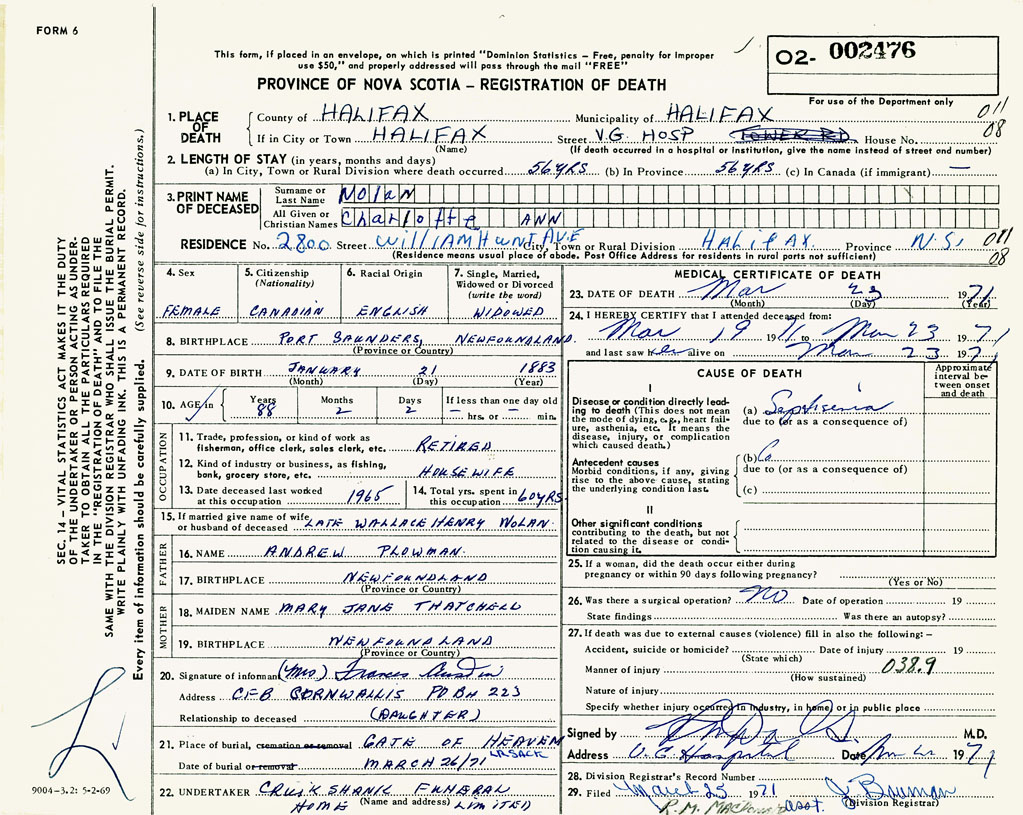 FORM 6
This form, if placed in an envelope, on which is printed "Dominion Statistics – Free, penalty for improper
use $50," and properly addressed will pass through the mail "FREE"
O2- 002476
PROVINCE OF NOVA SCOTIA – REGISTRATION OF DEATH
For use of the Department only
1. PLACE OF DEATH
County of HALIFAX Municipality of HALIFAX 011
If in City or Town HALIFAX Street V.G. HOSP TOWER RD. House No. 08
(Name) (If death occurred in a hospital or institution, give the name instead of street and number)
2. LENGTH OF STAY (in years, months and days)
(a) In City, Town or Rural Division where death occurred 56 YRS (b) In Province 56 YRS (c) In Canada (if immigrant) —
3. PRINT NAME OF DECEASED
Surname or Last Name Nolan
All Given or Christian Names Charlotte ANN
RESIDENCE No. 2800 Street William Hunt AVE City, Town or Rural Division HALIFAX. Province N.S. 011
(Residence means usual place of abode. Post Office Address for residents in rural parts not sufficient) 08
4. Sex FEMALE
5. Citizenship (Nationality) CANADIAN
6. Racial Origin ENGLISH
7. Single, Married, Widowed or Divorced (write the word) WIDOWED
8. BIRTHPLACE PORT SAUNDERS, NEWFOUNDLAND.
(Province or Country)
9. DATE OF BIRTH JANUARY 21 1883
(Month) (Day) (Year)
10. AGE in Years 88 Months 2 Days 2 If less than one day old – hrs. or – min.
OCCUPATION
11. Trade, profession, or kind of work as
fisherman, office clerk, sales clerk, etc. RETIRED
12. Kind of industry or business, as fishing,
bank, grocery store, etc. HOUSEWIFE
13. Date deceased last worked
at this occupation 1965
14. Total yrs. spent in
this occupation 60 YRS
15. If married give name of wife
or husband of deceased LATE WALLACE HENRY NOLAN
FATHER
16. NAME ANDREW PLOWMAN.
17. BIRTHPLACE NEWFOUNDLAND
(Province or Country)
MOTHER
18. MAIDEN NAME MARY JANE THATCHELL
19. BIRTHPLACE NEWFOUNDLAND
(Province or Country)
20. Signature of informant (Mrs) Francis Austin
Address CFB CORNWALLIS PO BX 223
Relationship to deceased (DAUGHTER)
21. Place of burial, cremation or removal GATE OF HEAVEN
LR SACK
Date of burial or removal MARCH 26/71
22. UNDERTAKER CRUIKSHANK FUNERAL
HOME (Name and address) LIMITED
MEDICAL CERTIFICATE OF DEATH
23. DATE OF DEATH Mar 23 1971
(Month) (Day) (Year)
24. I HEREBY CERTIFY that I attended deceased from:
Mar 19 71 to Mar 23 1971
and last saw her alive on Mar 23 1971
CAUSE OF DEATH
Approximate interval between onset and death
I
Disease or condition directly leading
to death (This does not mean
the mode of dying, e.g., heart failure,
asthenia, etc. It means the
disease, injury, or complication
which caused death.)
(a) Septicemia
due to (or as a consequence of)
Antecedent causes
Morbid conditions, if any, giving
rise to the above cause, stating
the underlying condition last.
(b) Ca
due to (or as a consequence of)
(c)
II
Other significant conditions
contributing to the death, but not
related to the disease or condition
causing it.
25. If a woman, did the death occur either during
pregnancy or within 90 days following pregnancy?
(Yes or No)
26. Was there a surgical operation? NO Date of operation 19
State findings Was there an autopsy?
27. If death was due to external causes (violence) fill in also the following: –
Accident, suicide or homicide? Date of injury 19
(State which)
Manner of injury 038.9
(How sustained)
Nature of injury
Specify whether injury occurred in industry, in home, or in public place
Signed by M.D.
Address V.G. Hospital Date 1971
28. Division Registrar's Record Number
29. Filed March 25 1971 J Bauman
(Division Registrar)
asst.
SEC. 14 – VITAL STATISTICS ACT MAKES IT THE DUTY
OF THE UNDERTAKER OR PERSON ACTING AS UNDER-
TAKER TO OBTAIN ALL THE PARTICULARS REQUIRED
IN THE "REGISTRATION OF DEATH" AND TO FILE THE
SAME WITH THE DIVISION REGISTRAR WHO SHALL ISSUE THE BURIAL PERMIT.
WRITE PLAINLY WITH UNFADING INK. THIS IS A PERMANENT RECORD.
Every item of information should be carefully supplied. (See reverse side for instructions.)
9004-3.2: 5-2-69